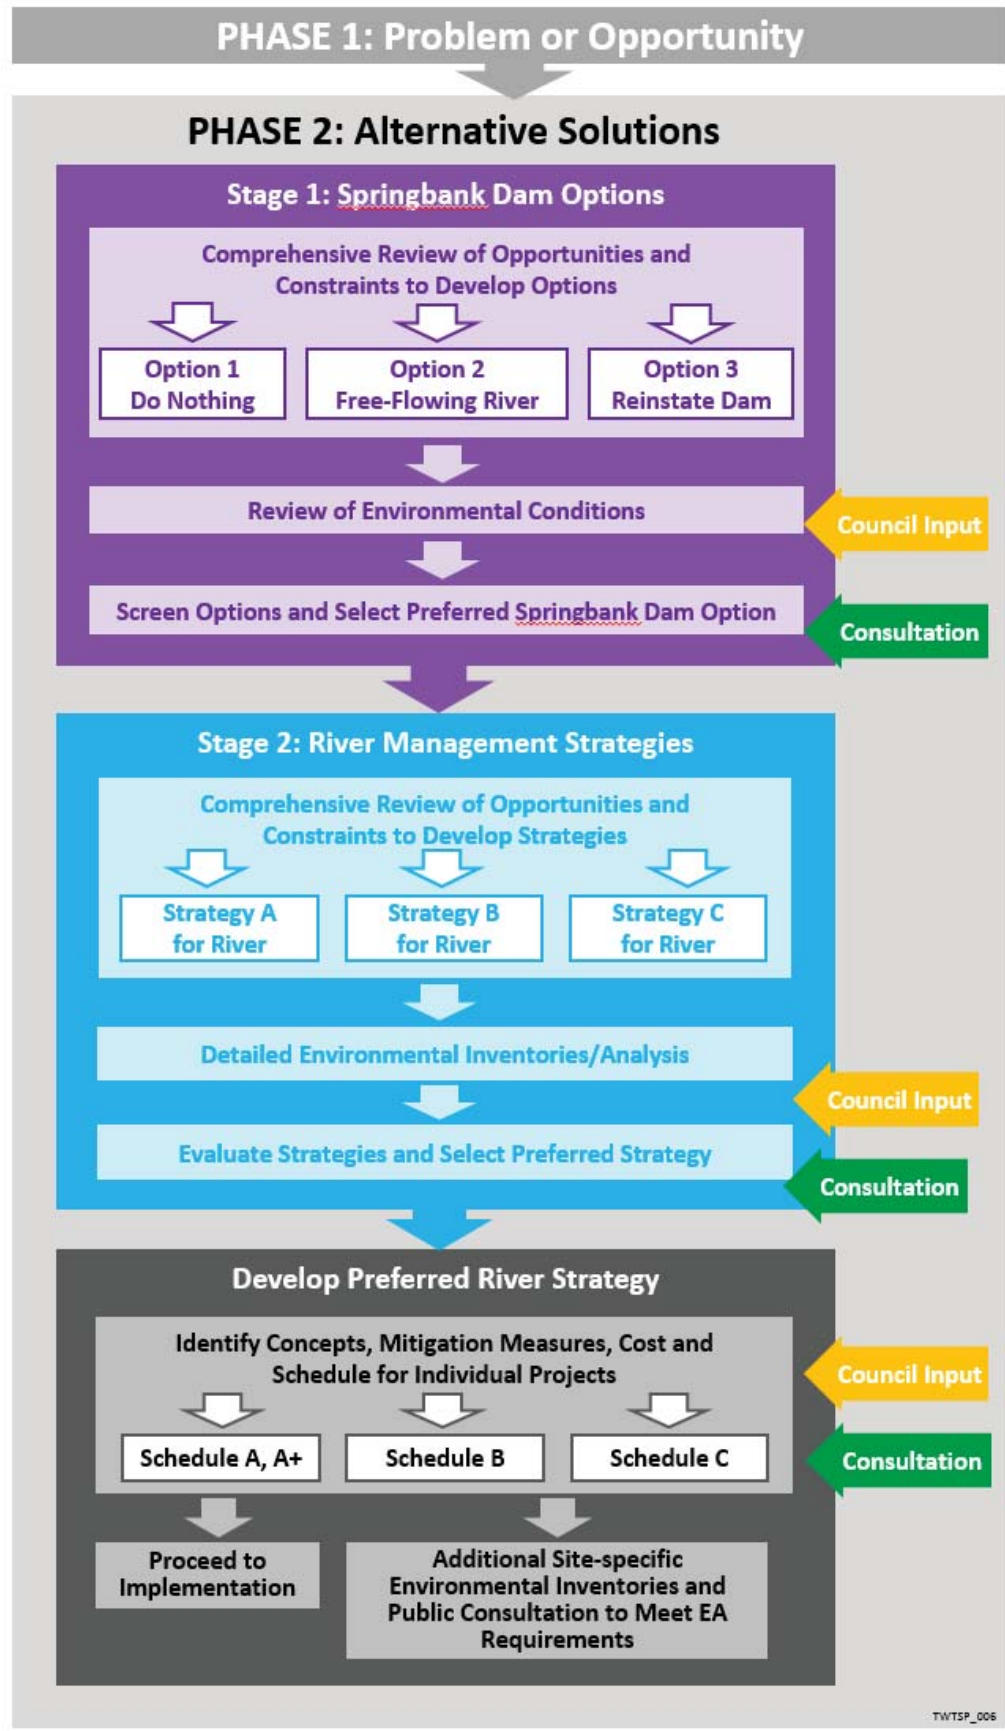 PHASE 1: Problem or Opportunity
PHASE 2: Alternative Solutions
Stage 1: Springbank Dam Options
Comprehensive Review of Opportunities and
Constraints to Develop Options
Option 1
Do Nothing
Option 2
Free-Flowing River
Option 3
Reinstate Dam
Review of Environmental Conditions
Council Input
Screen Options and Select Preferred Springbank Dam Option
Consultation
Stage 2: River Management Strategies
Comprehensive Review of Opportunities and
Constraints to Develop Strategies
Strategy A
for River
Strategy B
for River
Strategy C
for River
Detailed Environmental Inventories/Analysis
Council Input
Evaluate Strategies and Select Preferred Strategy
Consultation
Develop Preferred River Strategy
Identify Concepts, Mitigation Measures, Cost and
Schedule for Individual Projects
Council Input
Schedule A, A+
Schedule B
Schedule C
Consultation
Proceed to
Implementation
Additional Site-specific
Environmental Inventories and
Public Consultation to Meet EA
Requirements
TWTSP_006